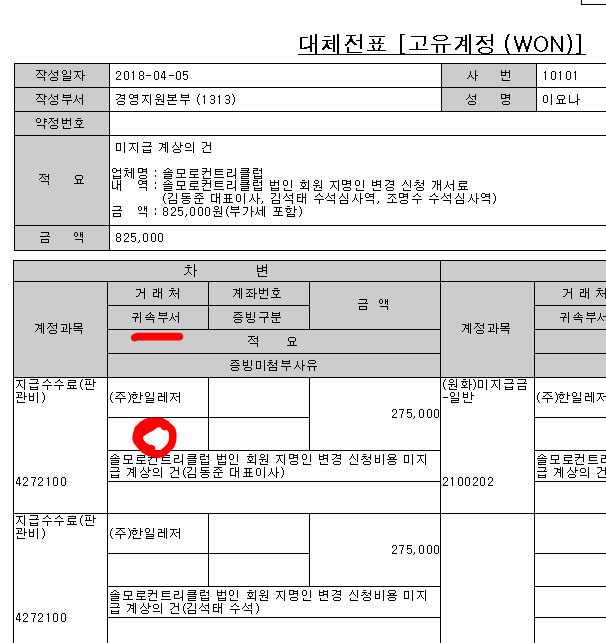 대체전표 [고유계정(WON)]
작성일자 2018-04-05 사 번 10101
작성부서 경영지원본부 (1313) 성 명 이요나
약정번호
적 요
미지급 계상의 건
업체명 : 솔모로컨트리클럽
내 역 : 솔모로컨트리클럽 법인 회원 지명인 변경 신청 개서료
(김동준 대표이사, 김석태 수석심사역, 조명수 수석심사역)
금 액 : 825,000원(부가세 포함)
금 액 825,000
차 변
계정과목
거래처 계좌번호 금 액
귀속부서 증빙구분
적 요
증빙미첨부사유
계정과목
거래처
귀속부서
지급수수료(판
관비)
4272100
(주)한일레저
275,000
솔모로컨트리클럽 법인 회원 지명인 변경 신청비용 미지
급 계상의 건(김동준 대표이사)
(원화)미지급금
-일반
2100202
(주)한일레저
솔모로컨트리
급 계상의 건
지급수수료(판
관비)
4272100
(주)한일레저
275,000
솔모로컨트리클럽 법인 회원 지명인 변경 신청비용 미지
급 계상의 건(김석태 수석)